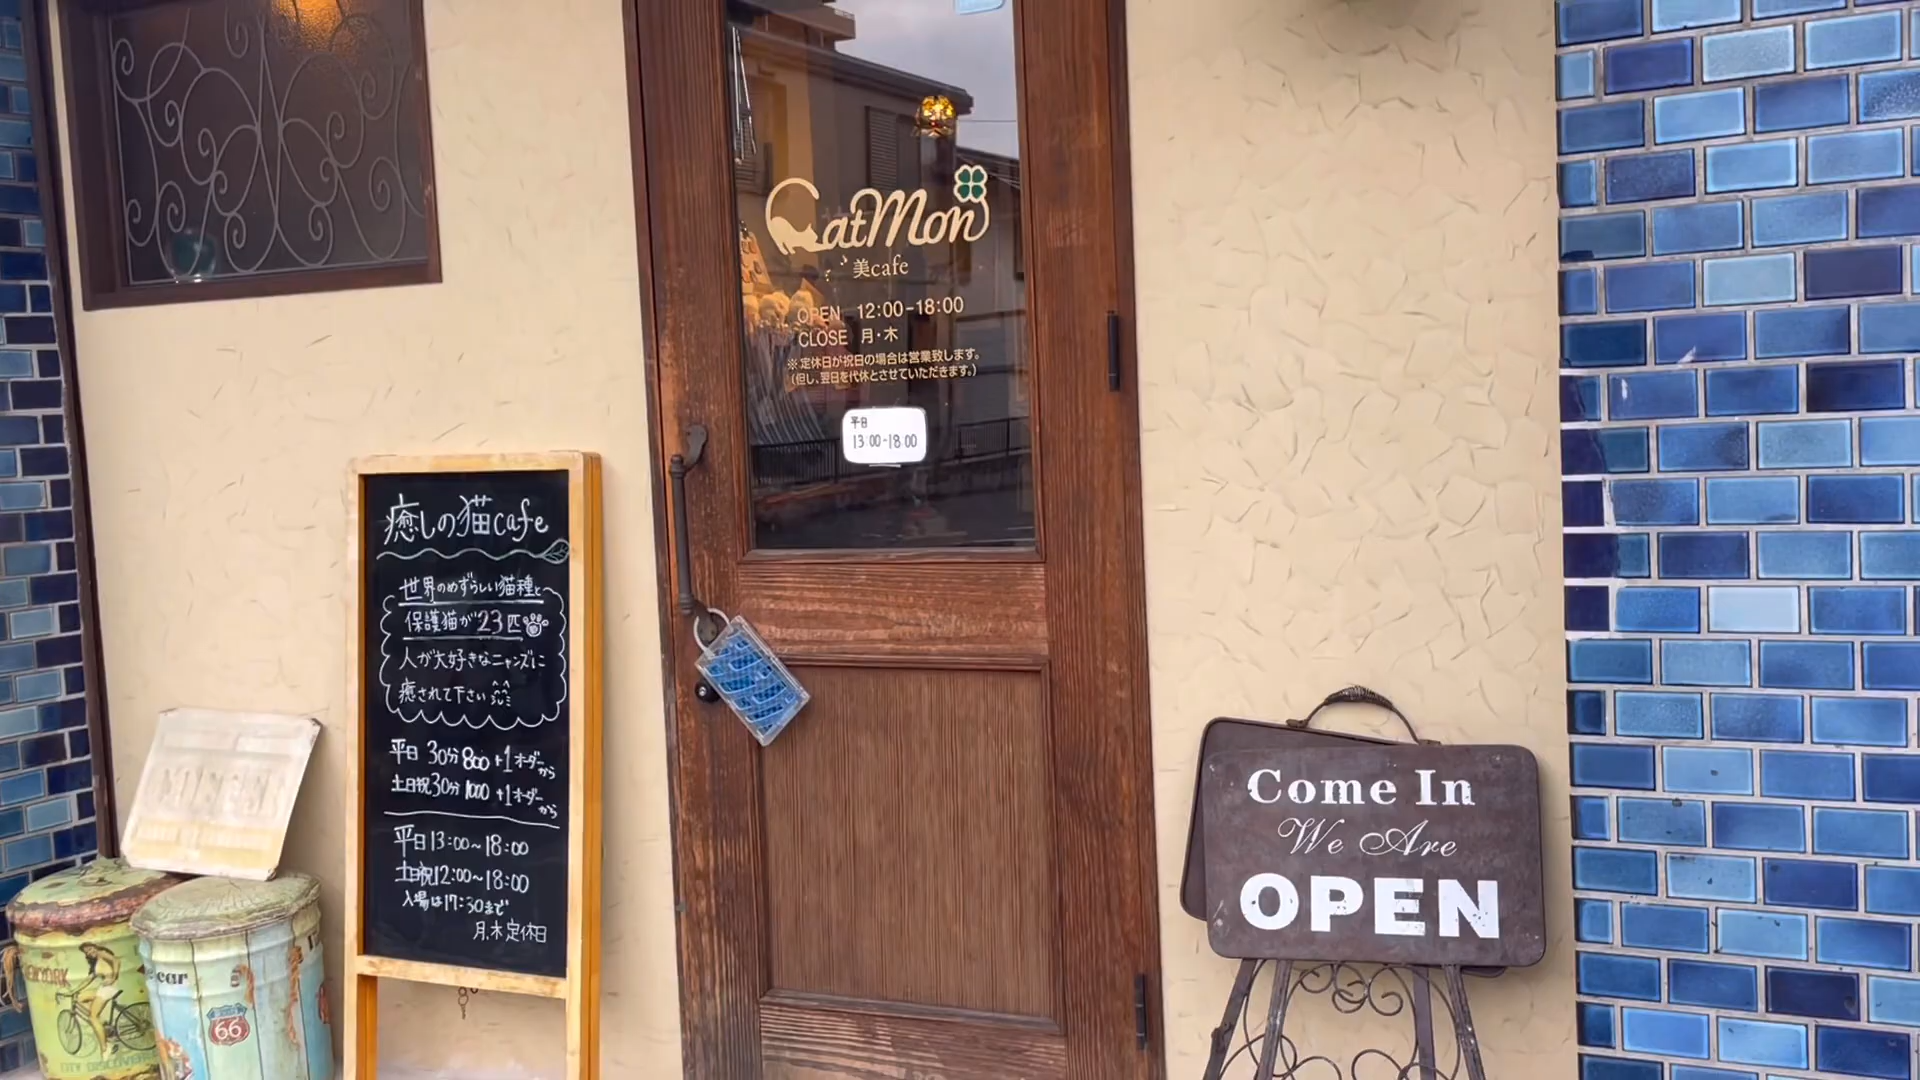 CatMon
美cafe
OPEN 12:00-18:00
CLOSE 月・木
※定休日が祝日の場合は営業致します。
(但し、翌日を代休とさせていただきます。)
平日
13:00-18:00
癒しの猫cafe
世界のめずらしい猫種と
保護猫が23匹
人が大好きなニャンズに
癒されて下さい
平日 30分 800 +1オーダーから
土日祝30分 1000 +1オーダーから
平日13:00~18:00
土日祝12:00~18:00
入場は17:30まで
月.木定休日
Come In
We Are
OPEN
66